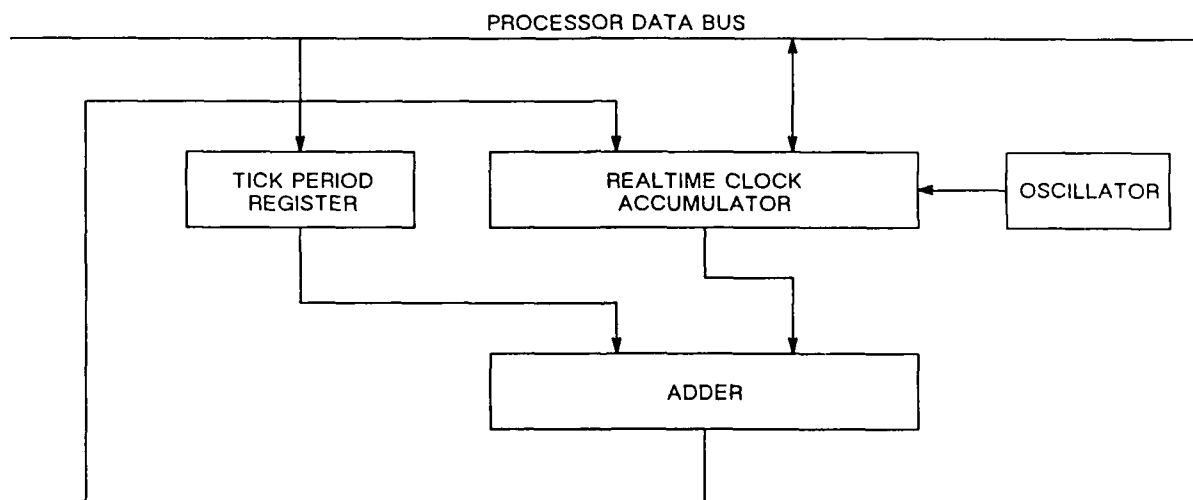 PROCESSOR DATA BUS
TICK PERIOD
REGISTER
REALTIME CLOCK
ACCUMULATOR
OSCILLATOR
ADDER